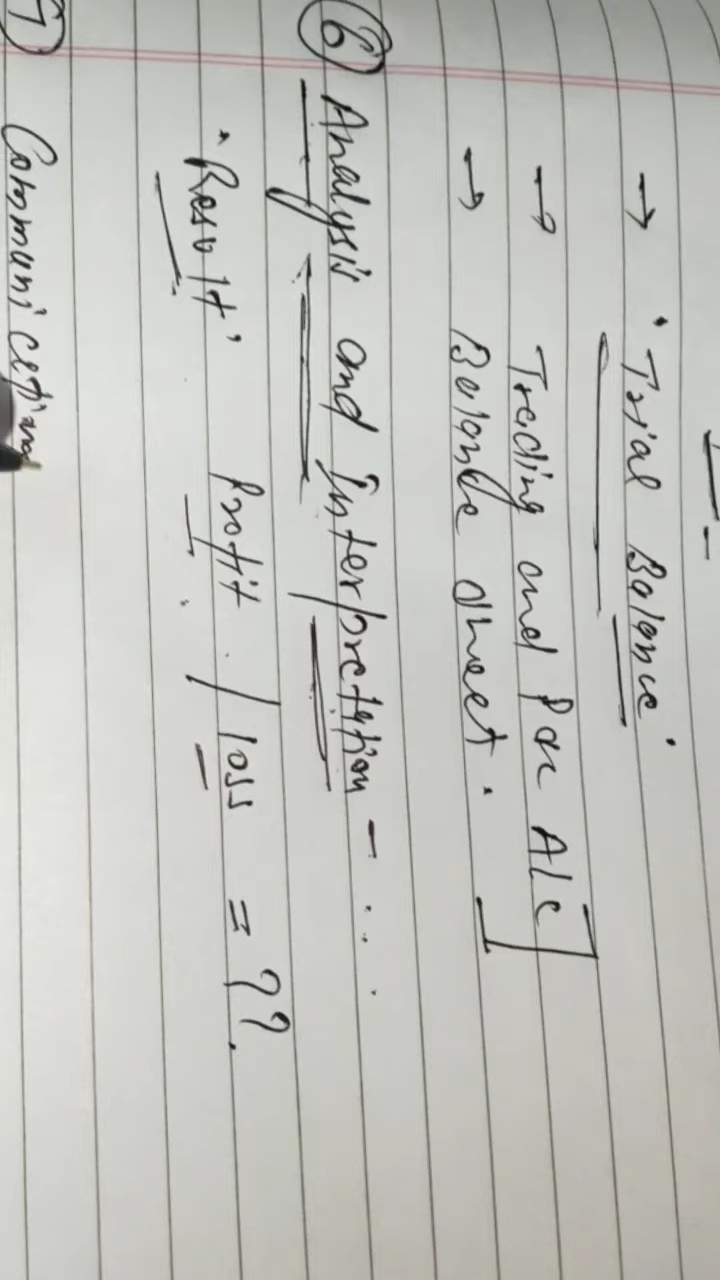 → 'Trial Balance'
→ Trading and P&L A/C
→ Balance sheet.
6 Analysis and Interpretation - ...
'Result' Profit / loss = ??
7 Communication